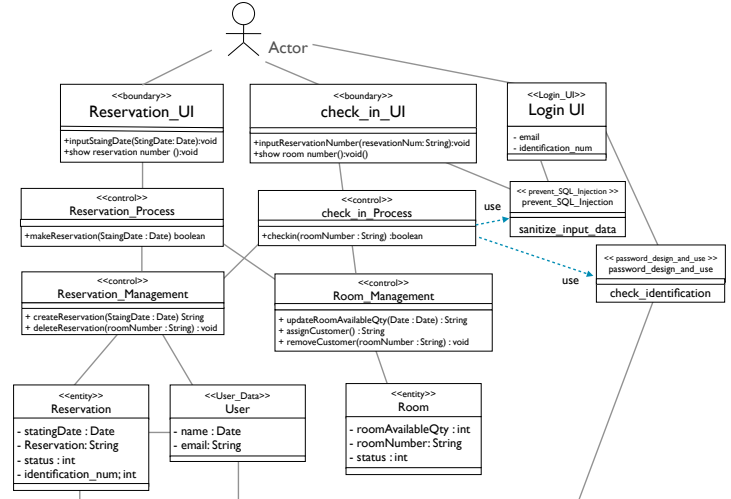 Actor
<<boundary>>
Reservation_UI
+inputStaingDate(StingDate: Date):void
+show reservation number ():void
<<boundary>>
check_in_UI
+inputReservationNumber(resevationNum: String):void
+show room number():void()
<<Login_UI>>
Login UI
- email
- identification_num
<<control>>
Reservation_Process
+makeReservation(StaingDate : Date) boolean
<<control>>
check_in_Process
+checkin(roomNumber : String) :boolean
use
<< prevent_SQL_Injection>>
prevent_SQL_Injection
sanitize_input_data
use
<< password_design_and_use >>
password_design_and_use
check_identification
<<control>>
Reservation_Management
+ createReservation(StaingDate : Date) String
+ deleteReservation(roomNumber : String) : void
<<control>>
Room_Management
+ updateRoomAvailableQty(Date : Date) : String
+ assignCustomer() : String
+ removeCustomer(roomNumber : String) : void
<<entity>>
Reservation
- statingDate : Date
- Reservation: String
- status : int
- identification_num; int
<<User_Data>>
User
- name : Date
- email: String
<<entity>>
Room
- roomAvailableQty : int
- roomNumber: String
- status : int